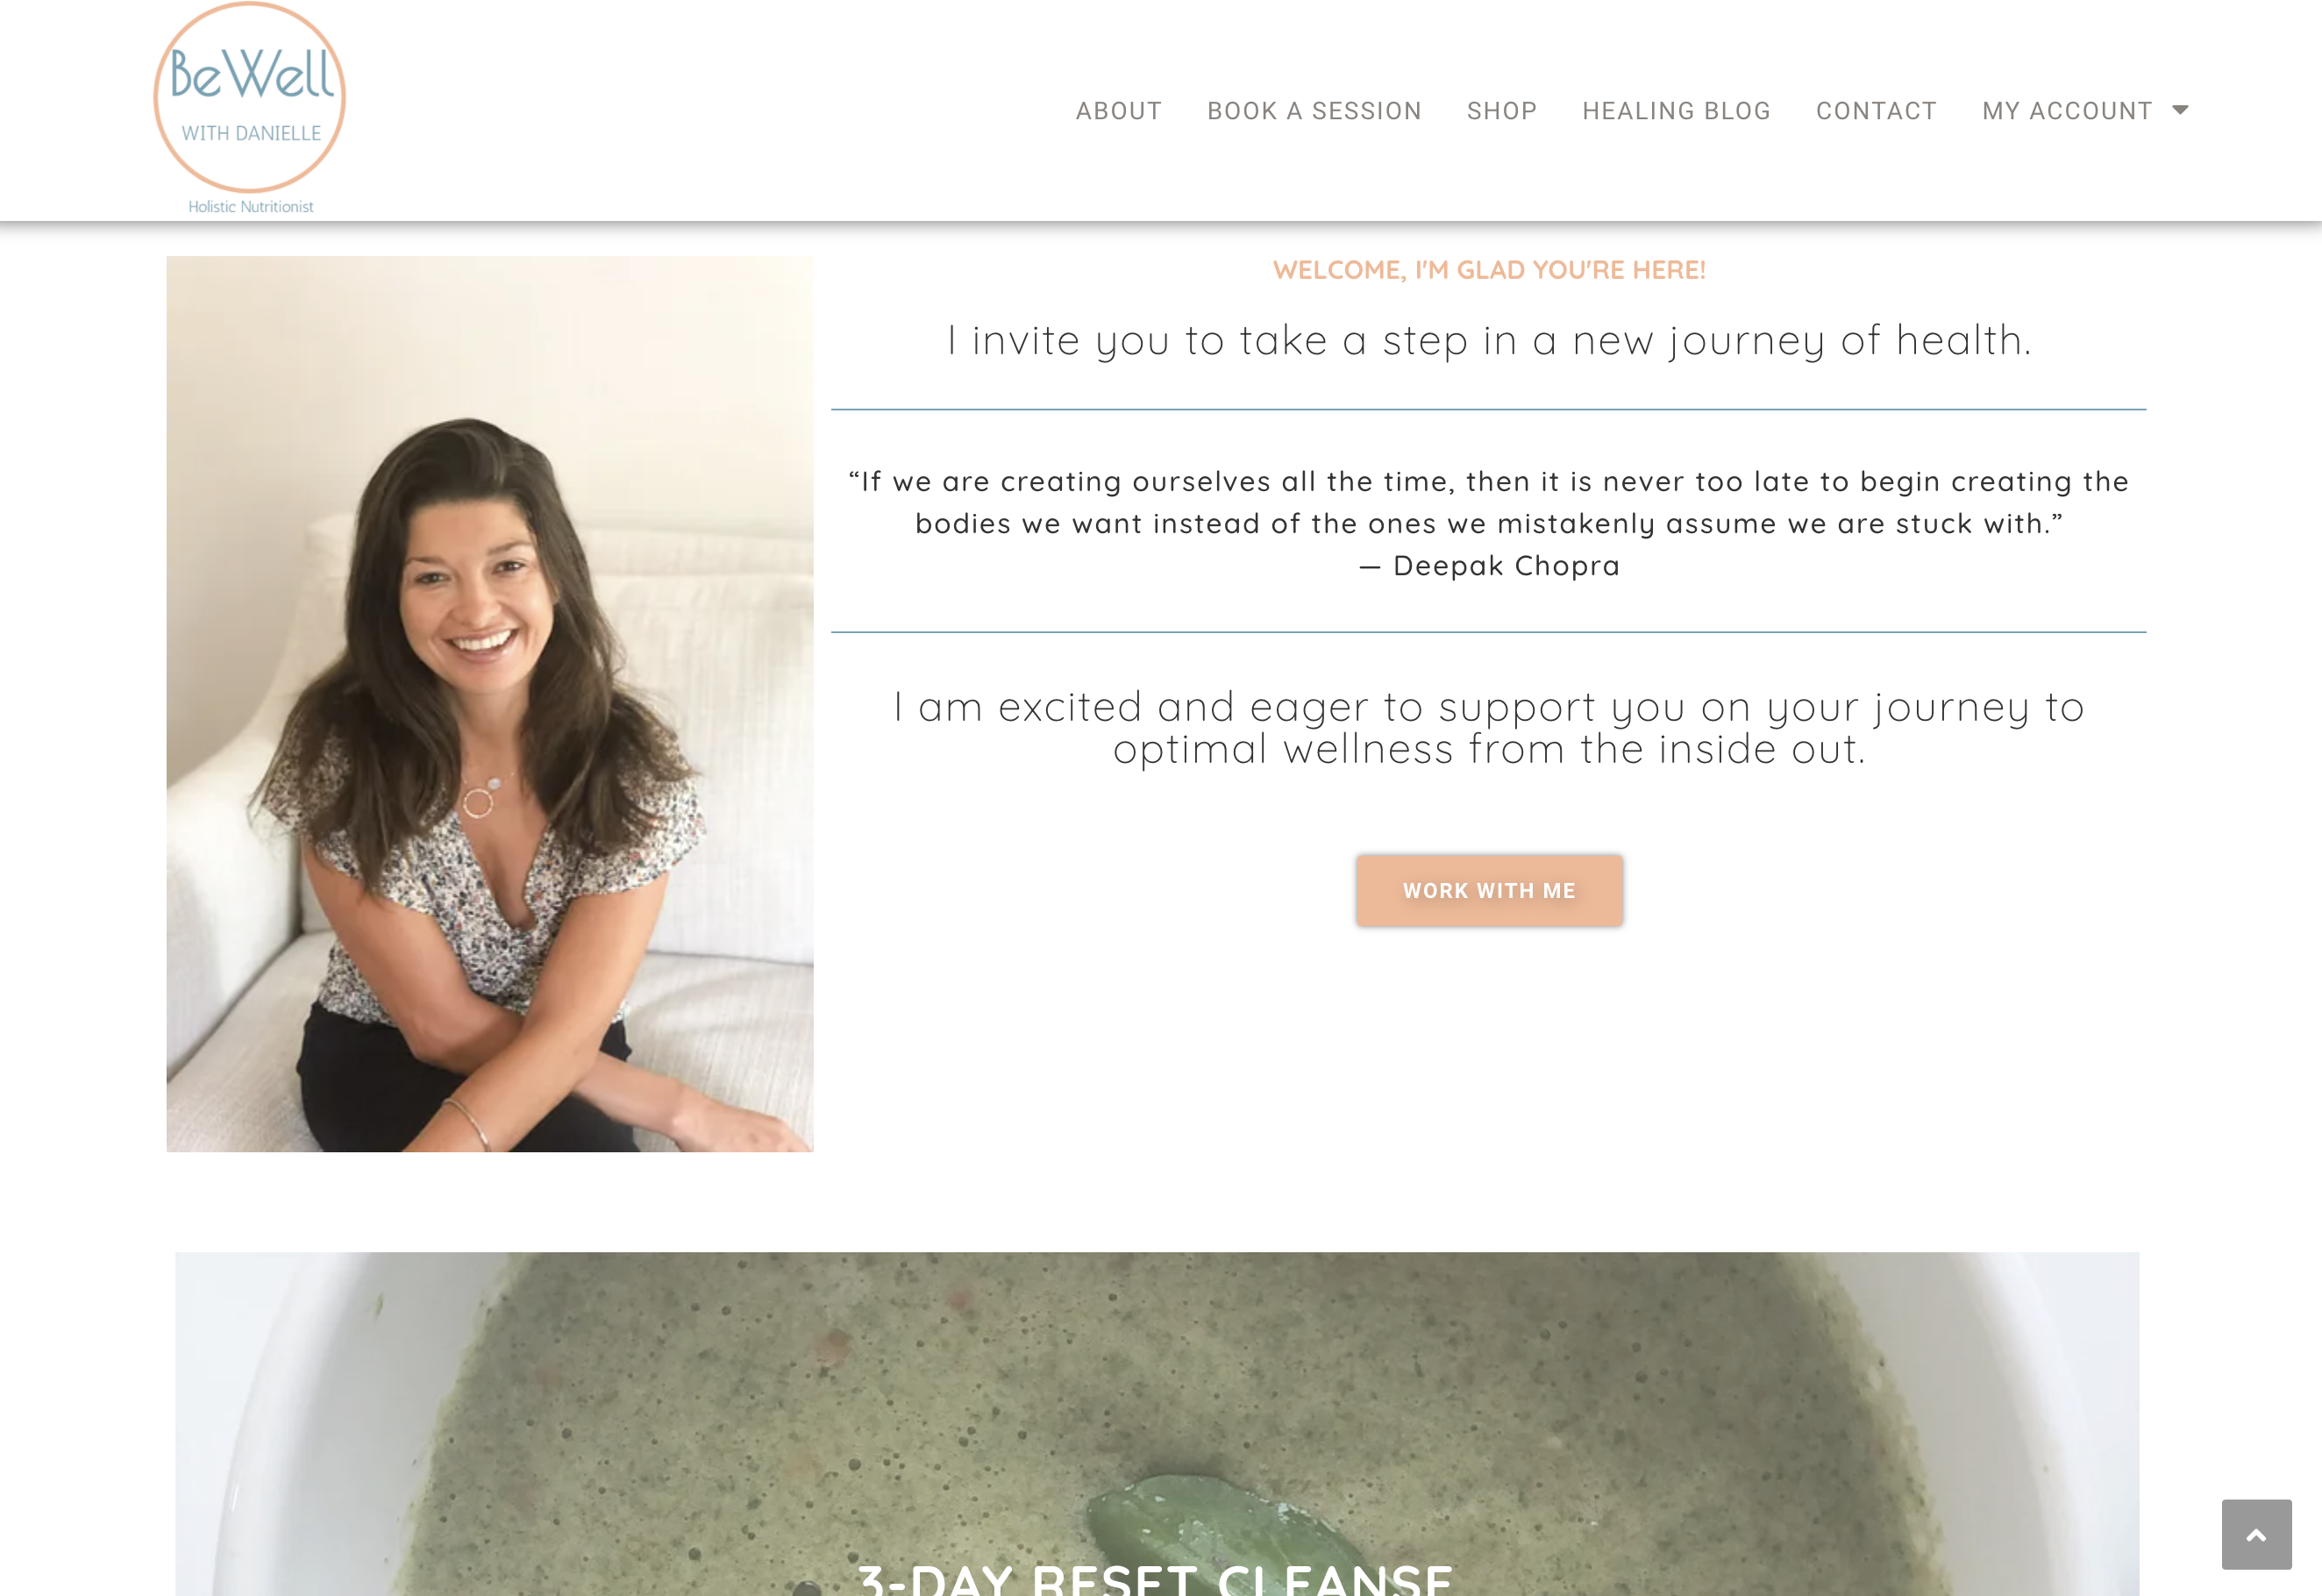 BeWell
WITH DANIELLE
Holistic Nutritionist
ABOUT BOOK A SESSION SHOP HEALING BLOG CONTACT MY ACCOUNT
WELCOME, I'M GLAD YOU'RE HERE!
I invite you to take a step in a new journey of health.
“If we are creating ourselves all the time, then it is never too late to begin creating the
bodies we want instead of the ones we mistakenly assume we are stuck with.”
— Deepak Chopra
I am excited and eager to support you on your journey to
optimal wellness from the inside out.
WORK WITH ME
3-DAY RESET CLEANSE